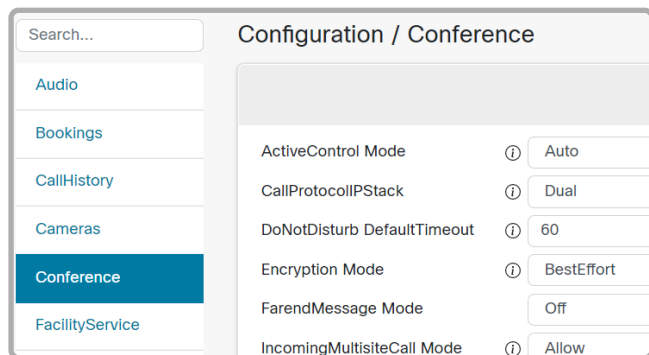 Search...
Configuration / Conference
Audio
Bookings
CallHistory
Cameras
Conference
FacilityService
ActiveControl Mode Auto
CallProtocolIPStack Dual
DoNotDisturb DefaultTimeout 60
Encryption Mode BestEffort
FarendMessage Mode Off
IncomingMultisiteCall Mode Allow